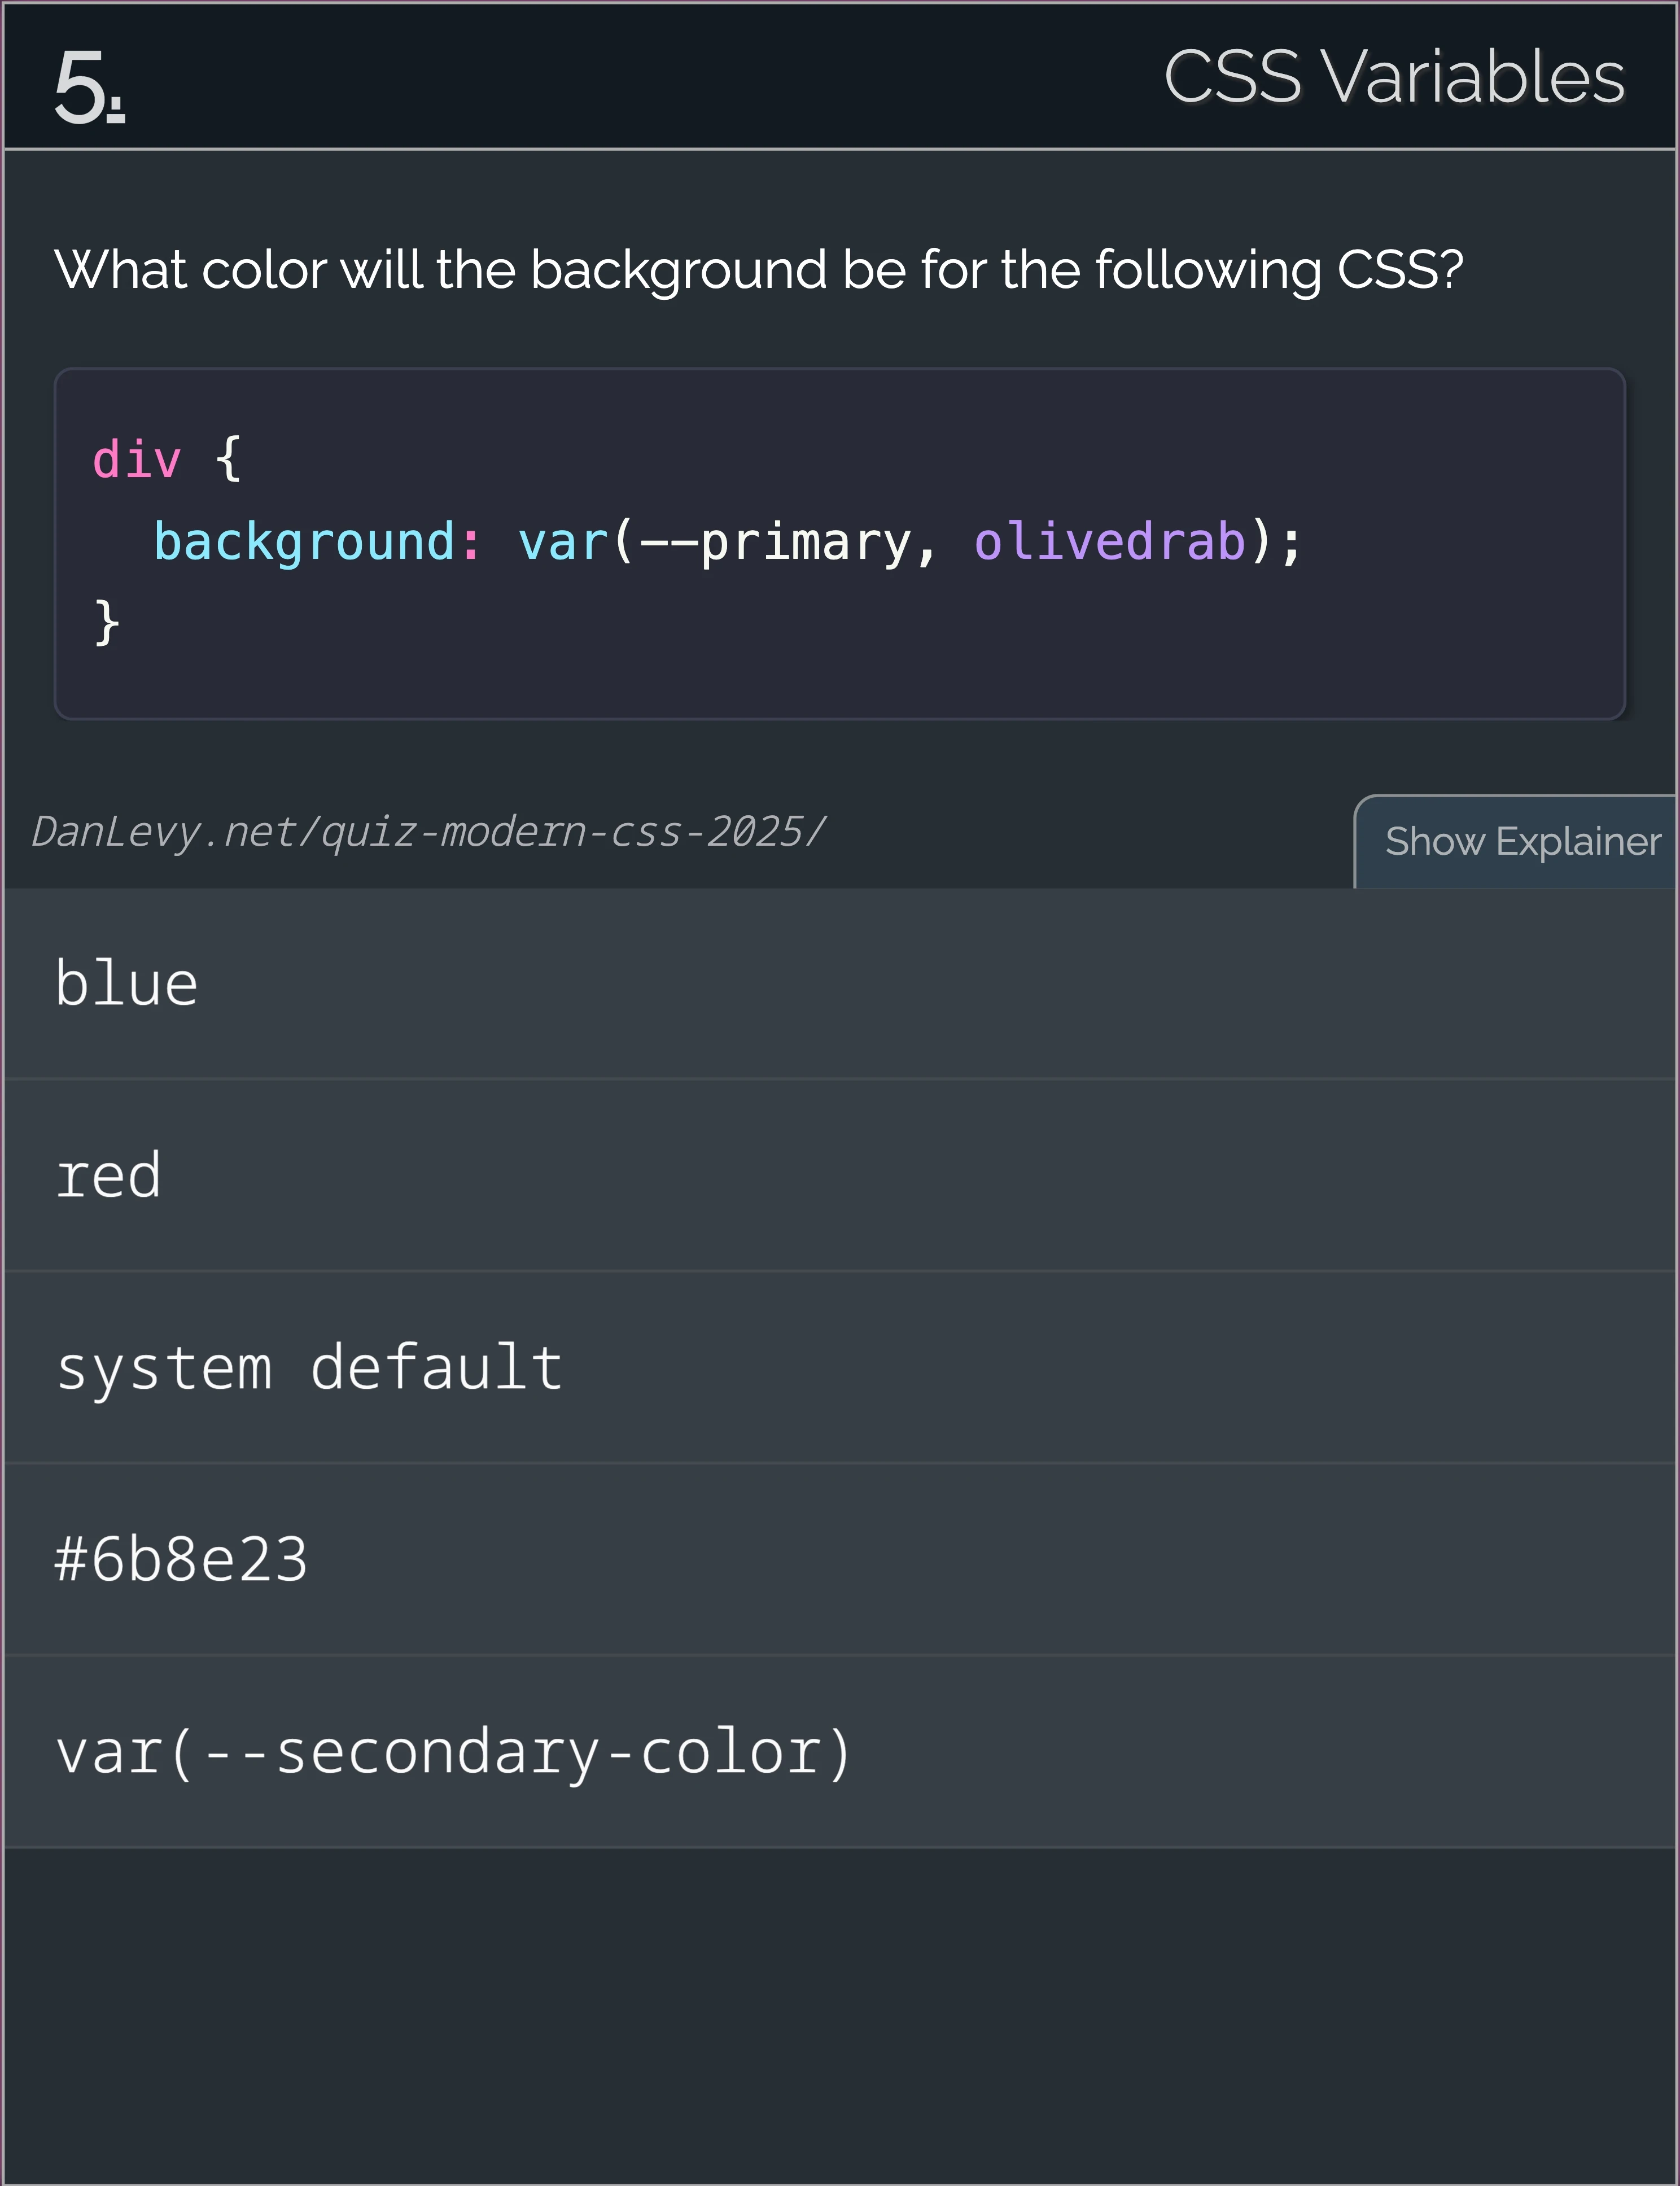 5.
CSS Variables
What color will the background be for the following CSS?
div {
  background: var(--primary, olivedrab);
}
DanLevy.net/quiz-modern-css-2025/
Show Explainer
blue
red
system default
#6b8e23
var(--secondary-color)